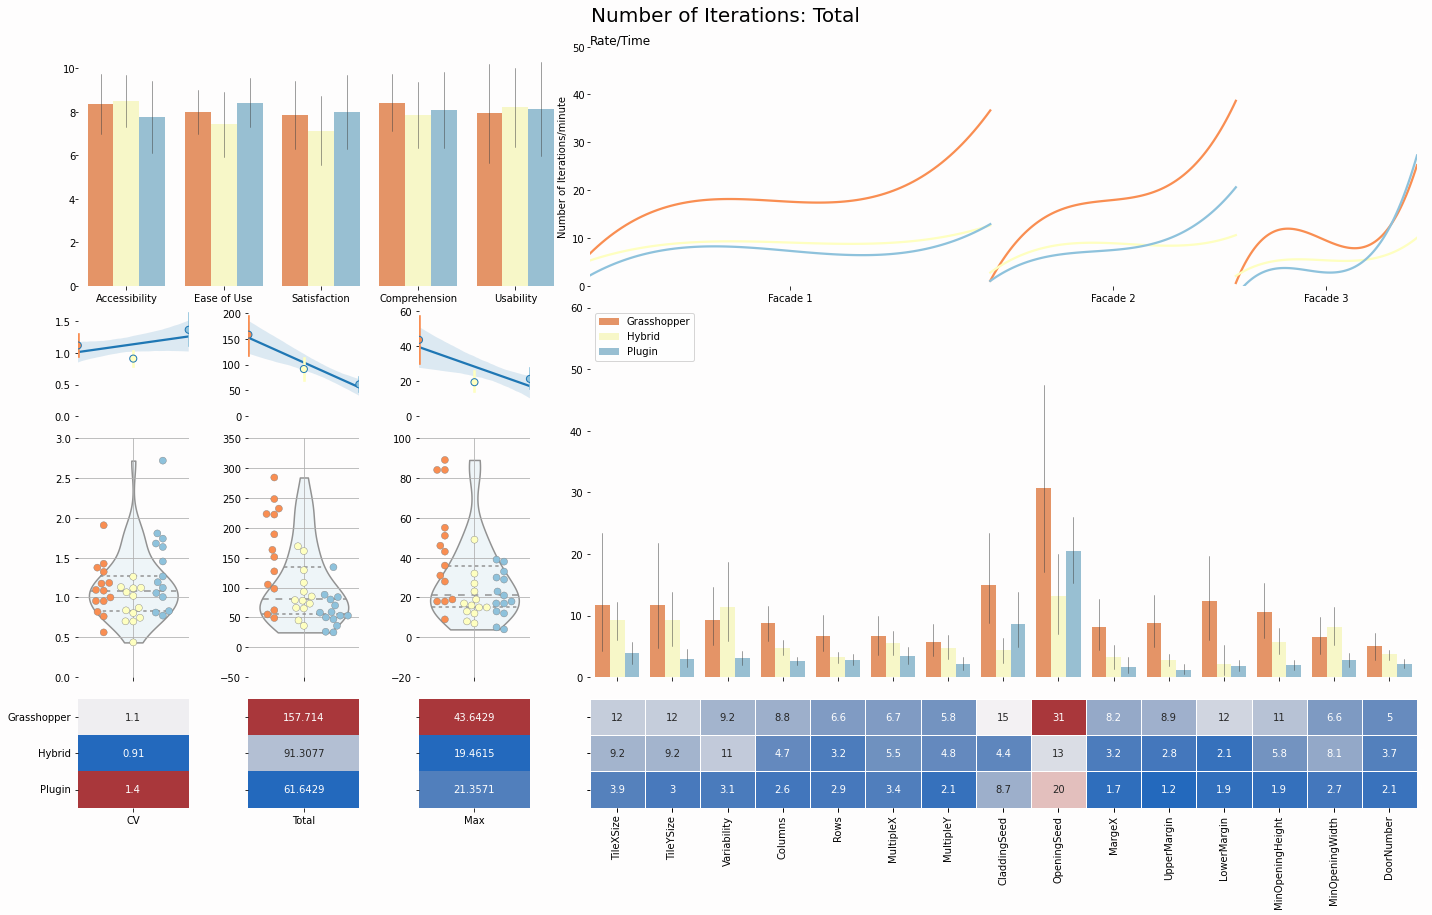 Number of Iterations: Total
10
8
6
4
2
0
Accessibility Ease of Use Satisfaction Comprehension Usability
Rate/Time
Number of Iterations/minute
50
40
30
20
10
0
Facade 1 Facade 2 Facade 3
1.5
1.0
0.5
0.0
200
150
100
50
0
60
40
20
0
3.0
2.5
2.0
1.5
1.0
0.5
0.0
350
300
250
200
150
100
50
0
−50
100
80
60
40
20
0
−20
60
50
40
30
20
10
0
Grasshopper
Hybrid
Plugin
Grasshopper 1.1 157.714 43.6429
Hybrid 0.91 91.3077 19.4615
Plugin 1.4 61.6429 21.3571
CV Total Max
12 12 9.2 8.8 6.6 6.7 5.8 15 31 8.2 8.9 12 11 6.6 5
9.2 9.2 11 4.7 3.2 5.5 4.8 4.4 13 3.2 2.8 2.1 5.8 8.1 3.7
3.9 3 3.1 2.6 2.9 3.4 2.1 8.7 20 1.7 1.2 1.9 1.9 2.7 2.1
TileXSize
TileYSize
Variability
Columns
Rows
MultipleX
MultipleY
CladdingSeed
OpeningSeed
MargeX
UpperMargin
LowerMargin
MinOpeningHeight
MinOpeningWidth
DoorNumber